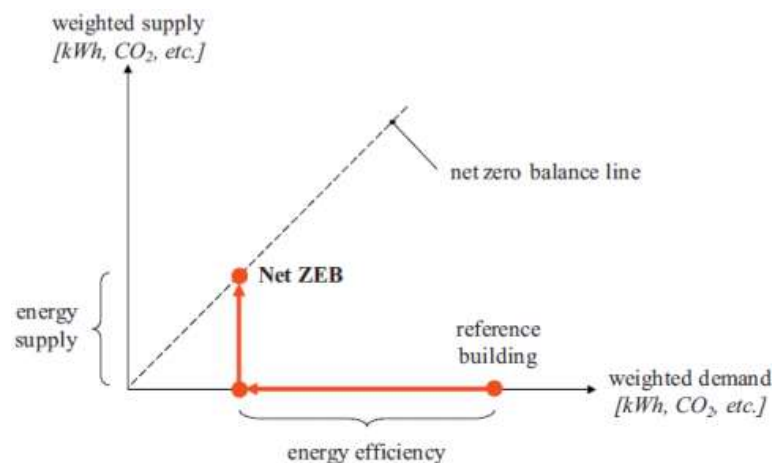 weighted supply
[kWh, CO2, etc.]
net zero balance line
Net ZEB
energy
supply
reference
building
weighted demand
[kWh, CO2, etc.]
energy efficiency